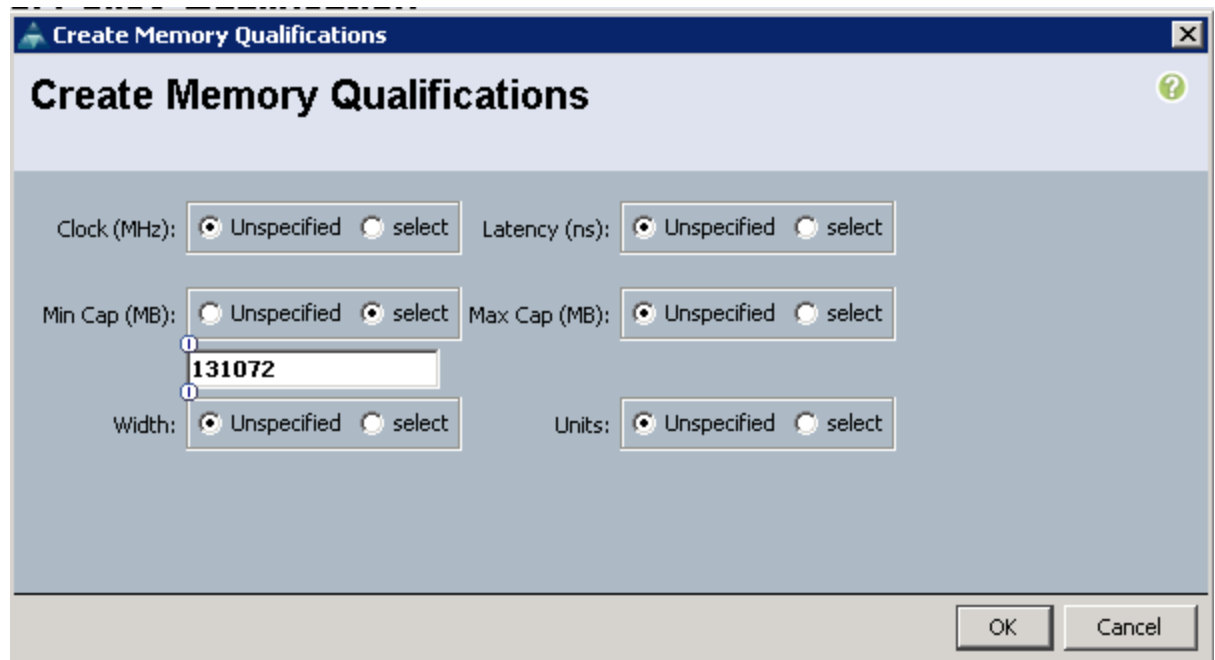 Create Memory Qualifications
Create Memory Qualifications
?
Clock (MHz): Unspecified select Latency (ns): Unspecified select
Min Cap (MB): Unspecified select Max Cap (MB): Unspecified select
131072
Width: Unspecified select Units: Unspecified select
OK Cancel